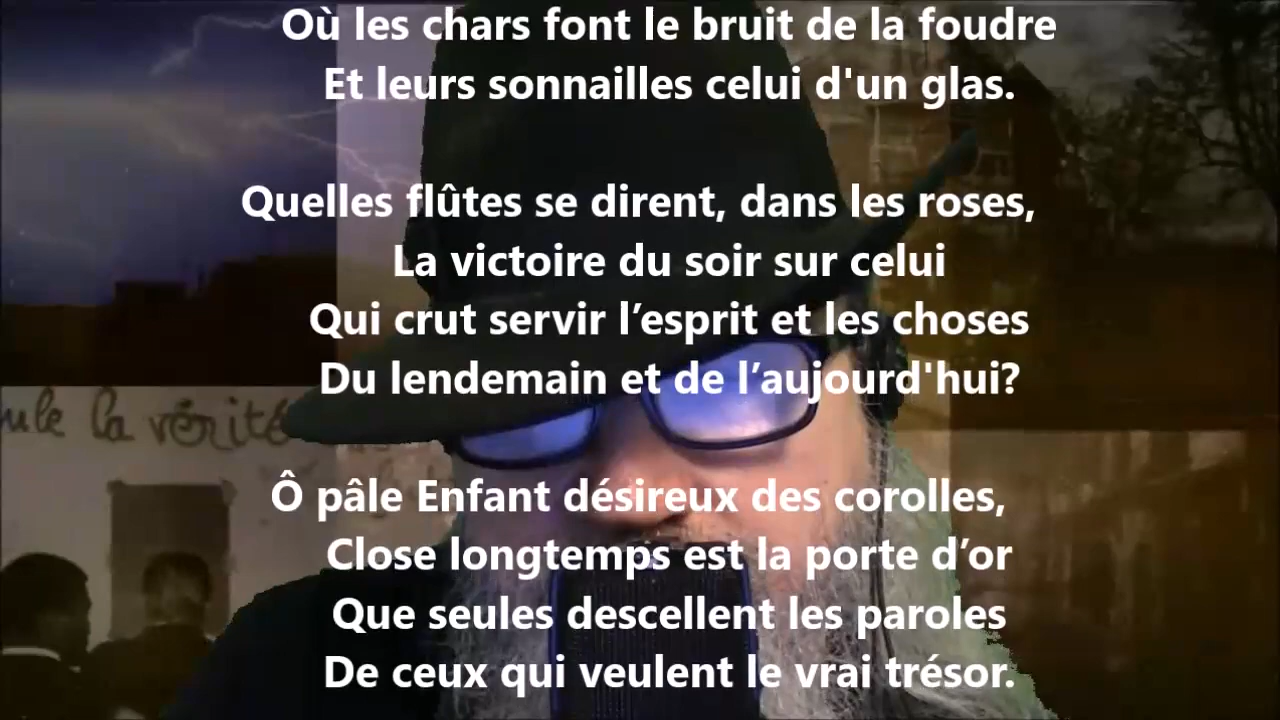 Où les chars font le bruit de la foudre
Et leurs sonnailles celui d'un glas.
Quelles flûtes se dirent, dans les roses,
La victoire du soir sur celui
Qui crut servir l’esprit et les choses
Du lendemain et de l’aujourd'hui?
Ô pâle Enfant désireux des corolles,
Close longtemps est la porte d’or
Que seules descellent les paroles
De ceux qui veulent le vrai trésor.
la vérité